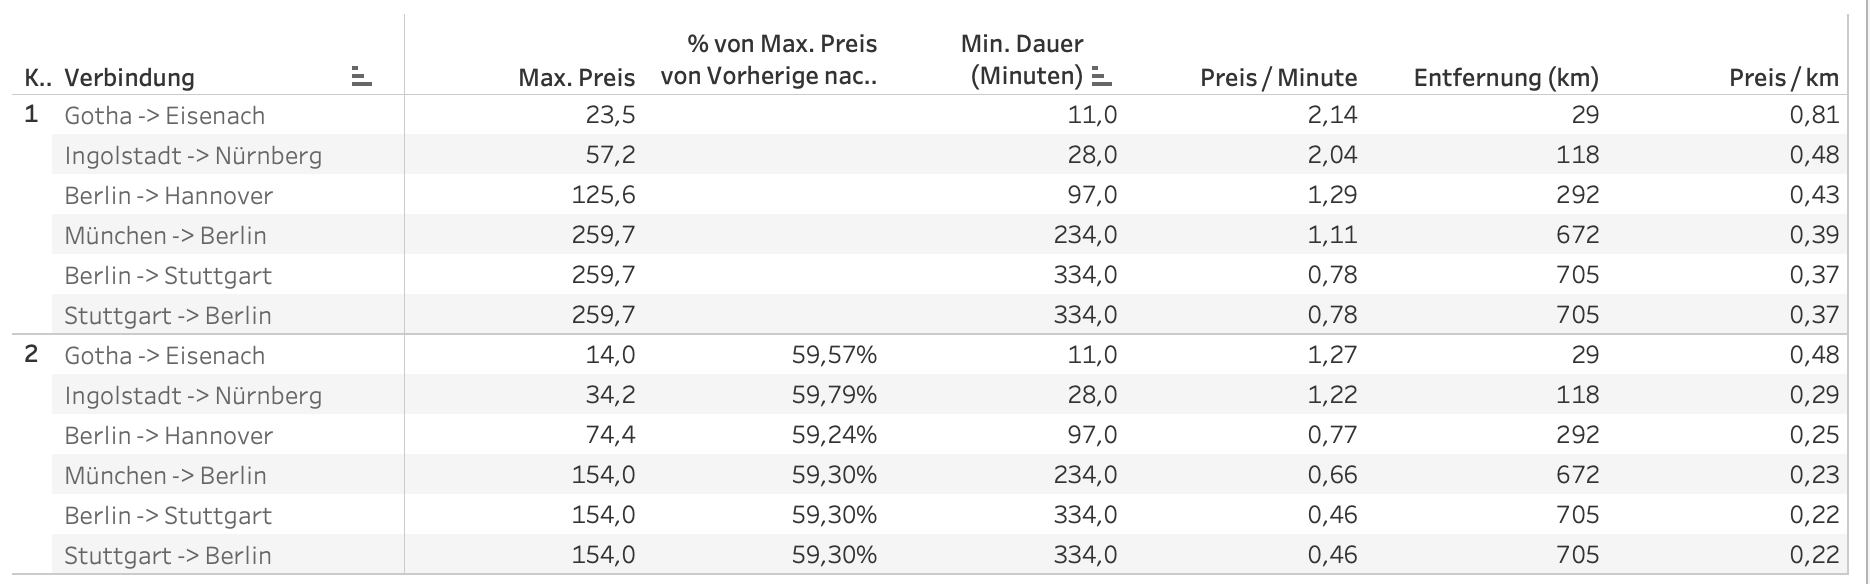 K.. Verbindung Max. Preis % von Max. Preis von Vorherige nac.. Min. Dauer (Minuten) Preis / Minute Entfernung (km) Preis / km
1 Gotha -> Eisenach 23,5 11,0 2,14 29 0,81
Ingolstadt -> Nürnberg 57,2 28,0 2,04 118 0,48
Berlin -> Hannover 125,6 97,0 1,29 292 0,43
München -> Berlin 259,7 234,0 1,11 672 0,39
Berlin -> Stuttgart 259,7 334,0 0,78 705 0,37
Stuttgart -> Berlin 259,7 334,0 0,78 705 0,37
2 Gotha -> Eisenach 14,0 59,57% 11,0 1,27 29 0,48
Ingolstadt -> Nürnberg 34,2 59,79% 28,0 1,22 118 0,29
Berlin -> Hannover 74,4 59,24% 97,0 0,77 292 0,25
München -> Berlin 154,0 59,30% 234,0 0,66 672 0,23
Berlin -> Stuttgart 154,0 59,30% 334,0 0,46 705 0,22
Stuttgart -> Berlin 154,0 59,30% 334,0 0,46 705 0,22